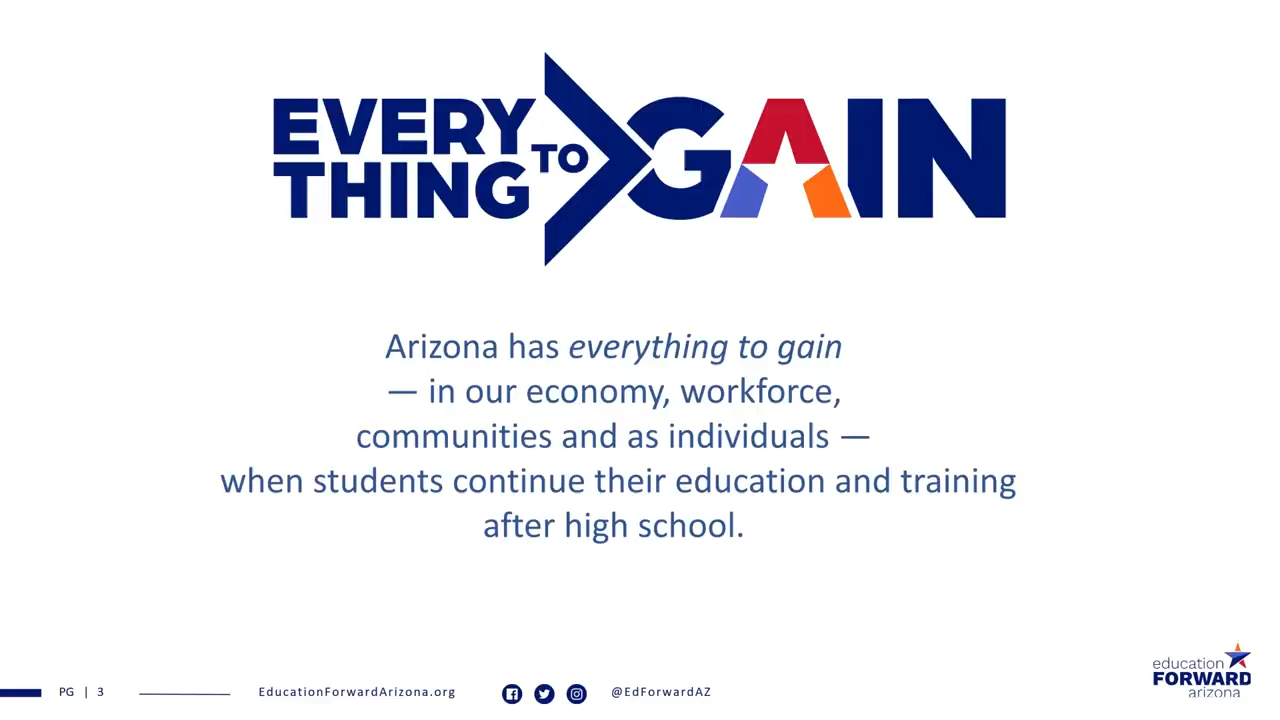 EVERY
THING
TO
GAIN
Arizona has everything to gain
— in our economy, workforce,
communities and as individuals —
when students continue their education and training
after high school.
PG | 3
EducationForwardArizona.org
@EdForwardAZ
education
FORWARD
arizona